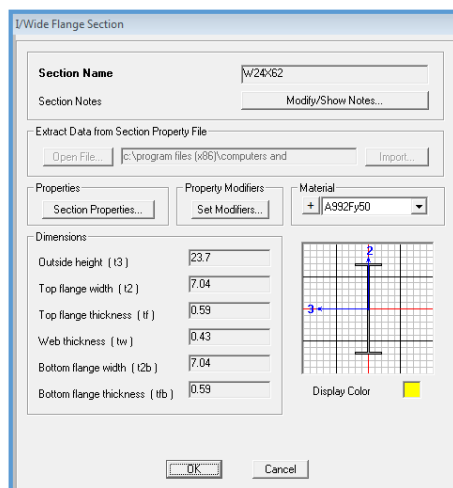 I/Wide Flange Section
Section Name W24X62
Section Notes Modify/Show Notes...
Extract Data from Section Property File
Open File... c:\program files (x86)\computers and Import...
Properties Property Modifiers Material
Section Properties... Set Modifiers... + A992Fy50
Dimensions
Outside height ( t3 ) 23.7
Top flange width ( t2 ) 7.04
Top flange thickness ( tf ) 0.59
Web thickness ( tw ) 0.43
Bottom flange width ( t2b ) 7.04
Bottom flange thickness ( tfb ) 0.59
2
3
Display Color
OK Cancel